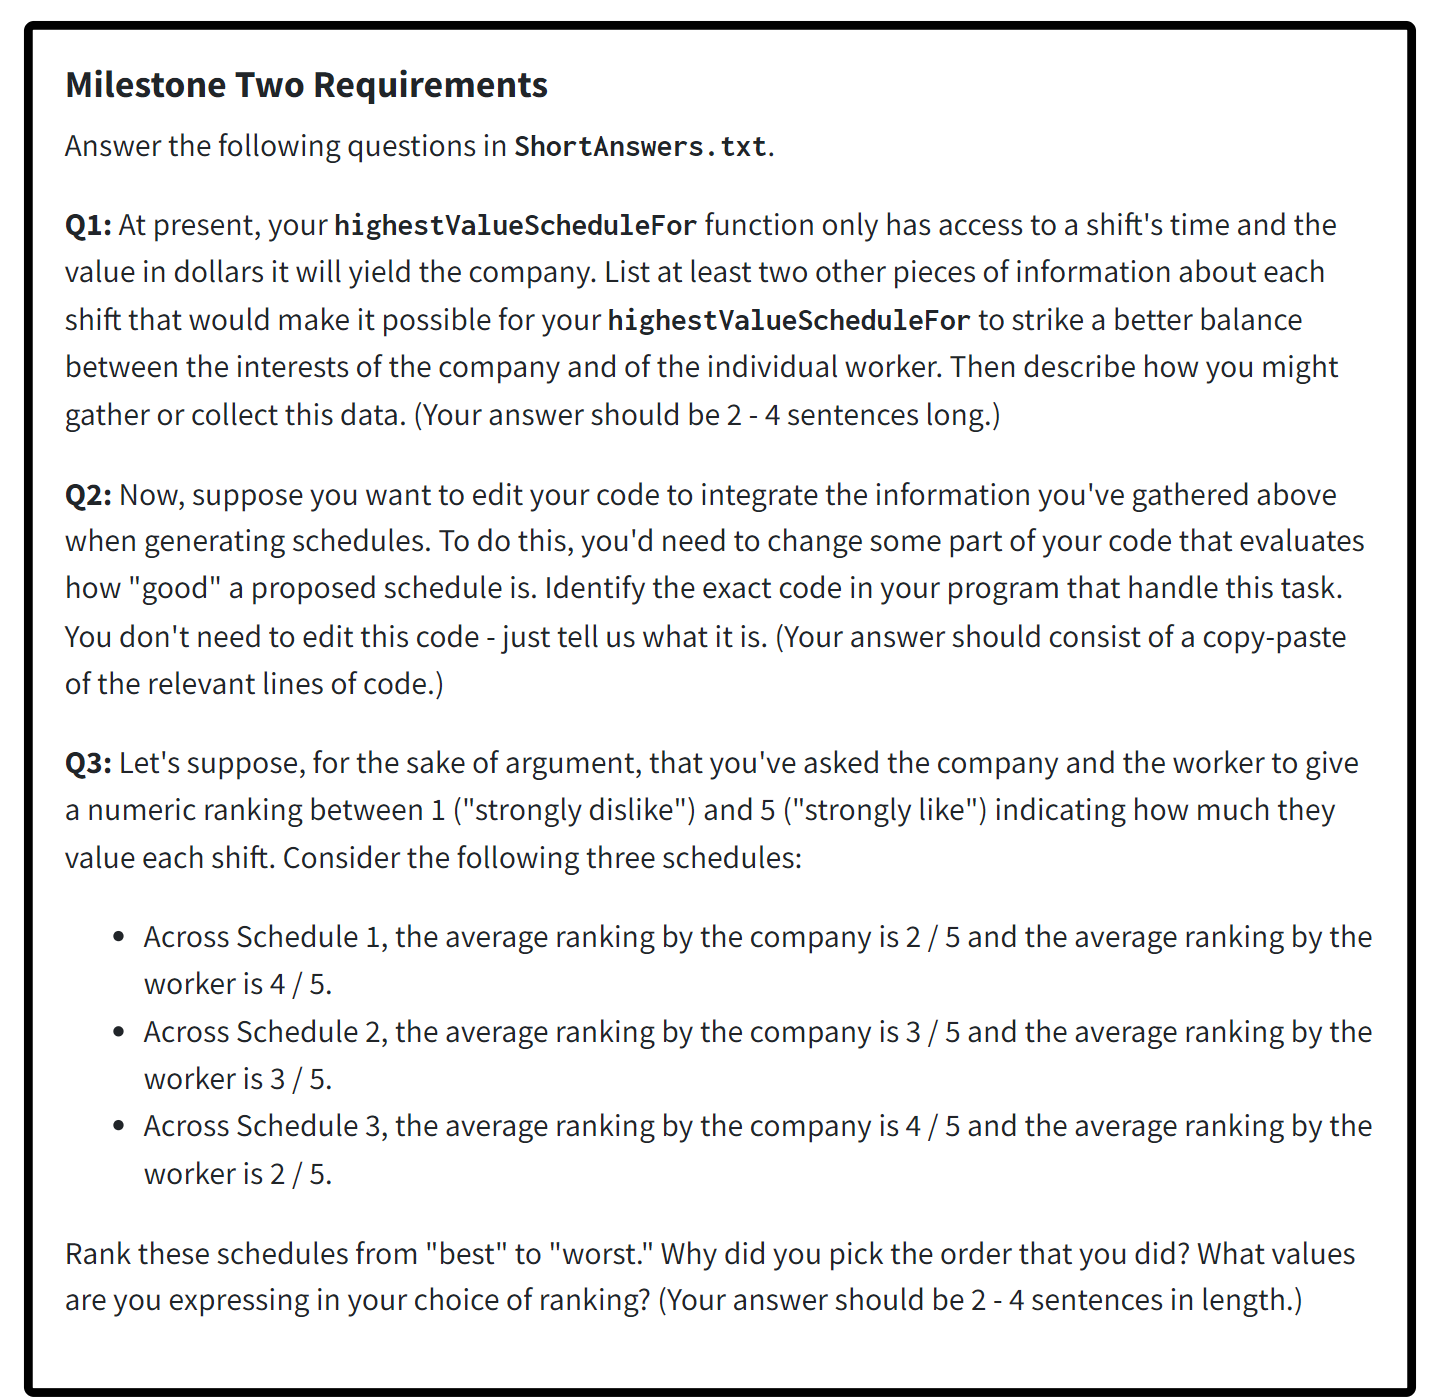 Milestone Two Requirements
Answer the following questions in ShortAnswers.txt.
Q1: At present, your highestValueScheduleFor function only has access to a shift's time and the
value in dollars it will yield the company. List at least two other pieces of information about each
shift that would make it possible for your highestValueScheduleFor to strike a better balance
between the interests of the company and of the individual worker. Then describe how you might
gather or collect this data. (Your answer should be 2 - 4 sentences long.)
Q2: Now, suppose you want to edit your code to integrate the information you've gathered above
when generating schedules. To do this, you'd need to change some part of your code that evaluates
how "good" a proposed schedule is. Identify the exact code in your program that handle this task.
You don't need to edit this code - just tell us what it is. (Your answer should consist of a copy-paste
of the relevant lines of code.)
Q3: Let's suppose, for the sake of argument, that you've asked the company and the worker to give
a numeric ranking between 1 ("strongly dislike") and 5 ("strongly like") indicating how much they
value each shift. Consider the following three schedules:
• Across Schedule 1, the average ranking by the company is 2 / 5 and the average ranking by the
worker is 4 / 5.
• Across Schedule 2, the average ranking by the company is 3 / 5 and the average ranking by the
worker is 3 / 5.
• Across Schedule 3, the average ranking by the company is 4 / 5 and the average ranking by the
worker is 2 / 5.
Rank these schedules from "best" to "worst." Why did you pick the order that you did? What values
are you expressing in your choice of ranking? (Your answer should be 2 - 4 sentences in length.)